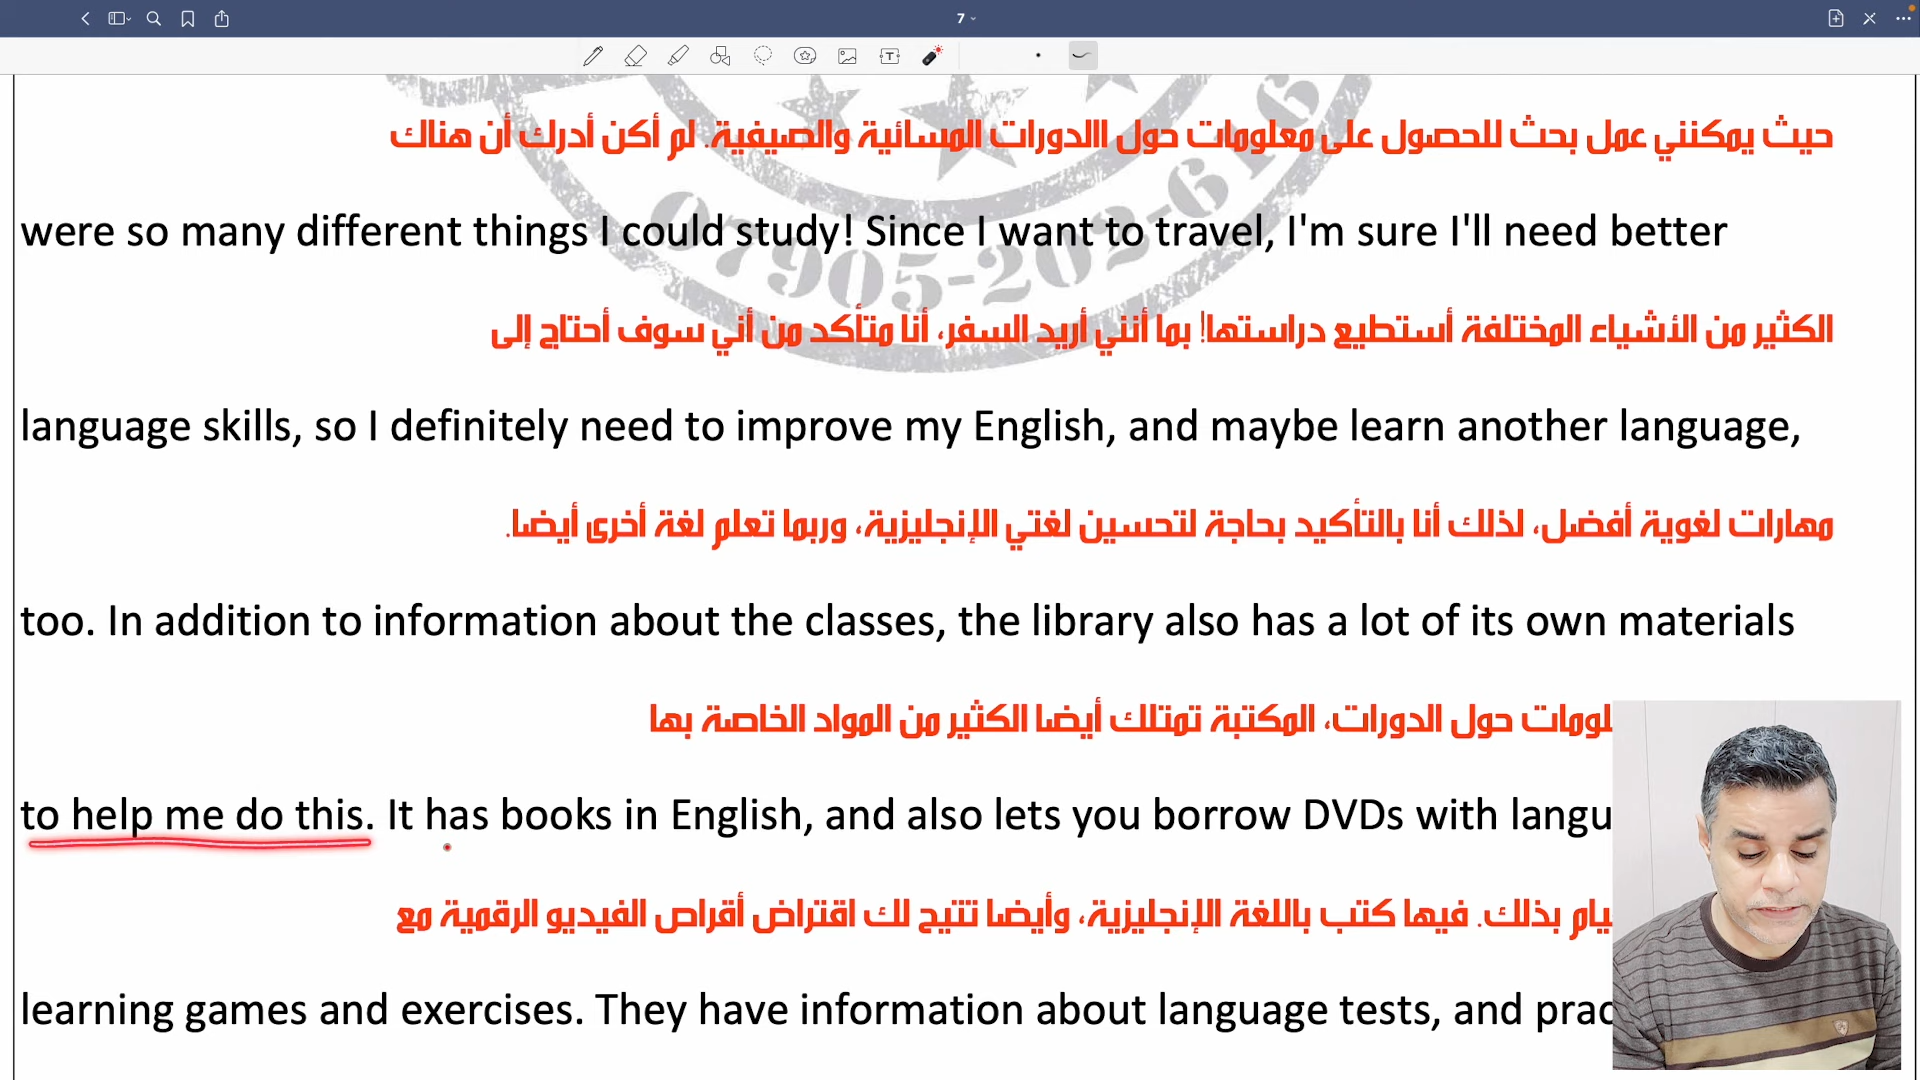 7
حيث يمكنني عمل بحث للحصول على معلومات حول االدورات المسائية والصيفية. لم أكن أدرك أن هناك
were so many different things I could study! Since I want to travel, I'm sure I'll need better
07905-202-616
الكثير من الأشياء المختلفة أستطيع دراستها! بما أنني أريد السفر، أنا متأكد من أني سوف أحتاج إلى
language skills, so I definitely need to improve my English, and maybe learn another language,
مهارات لغوية أفضل، لذلك أنا بالتأكيد بحاجة لتحسين لغتي الإنجليزية، وربما تعلم لغة أخرى أيضا.
too. In addition to information about the classes, the library also has a lot of its own materials
حول الدورات، المكتبة تمتلك أيضا الكثير من المواد الخاصة بها
to help me do this. It has books in English, and also lets you borrow DVDs with
بذلك. فيها كتب باللغة الإنجليزية، وأيضا تتيح لك اقتراض أقراص الفيديو الرقمية مع
learning games and exercises. They have information about language tests, and